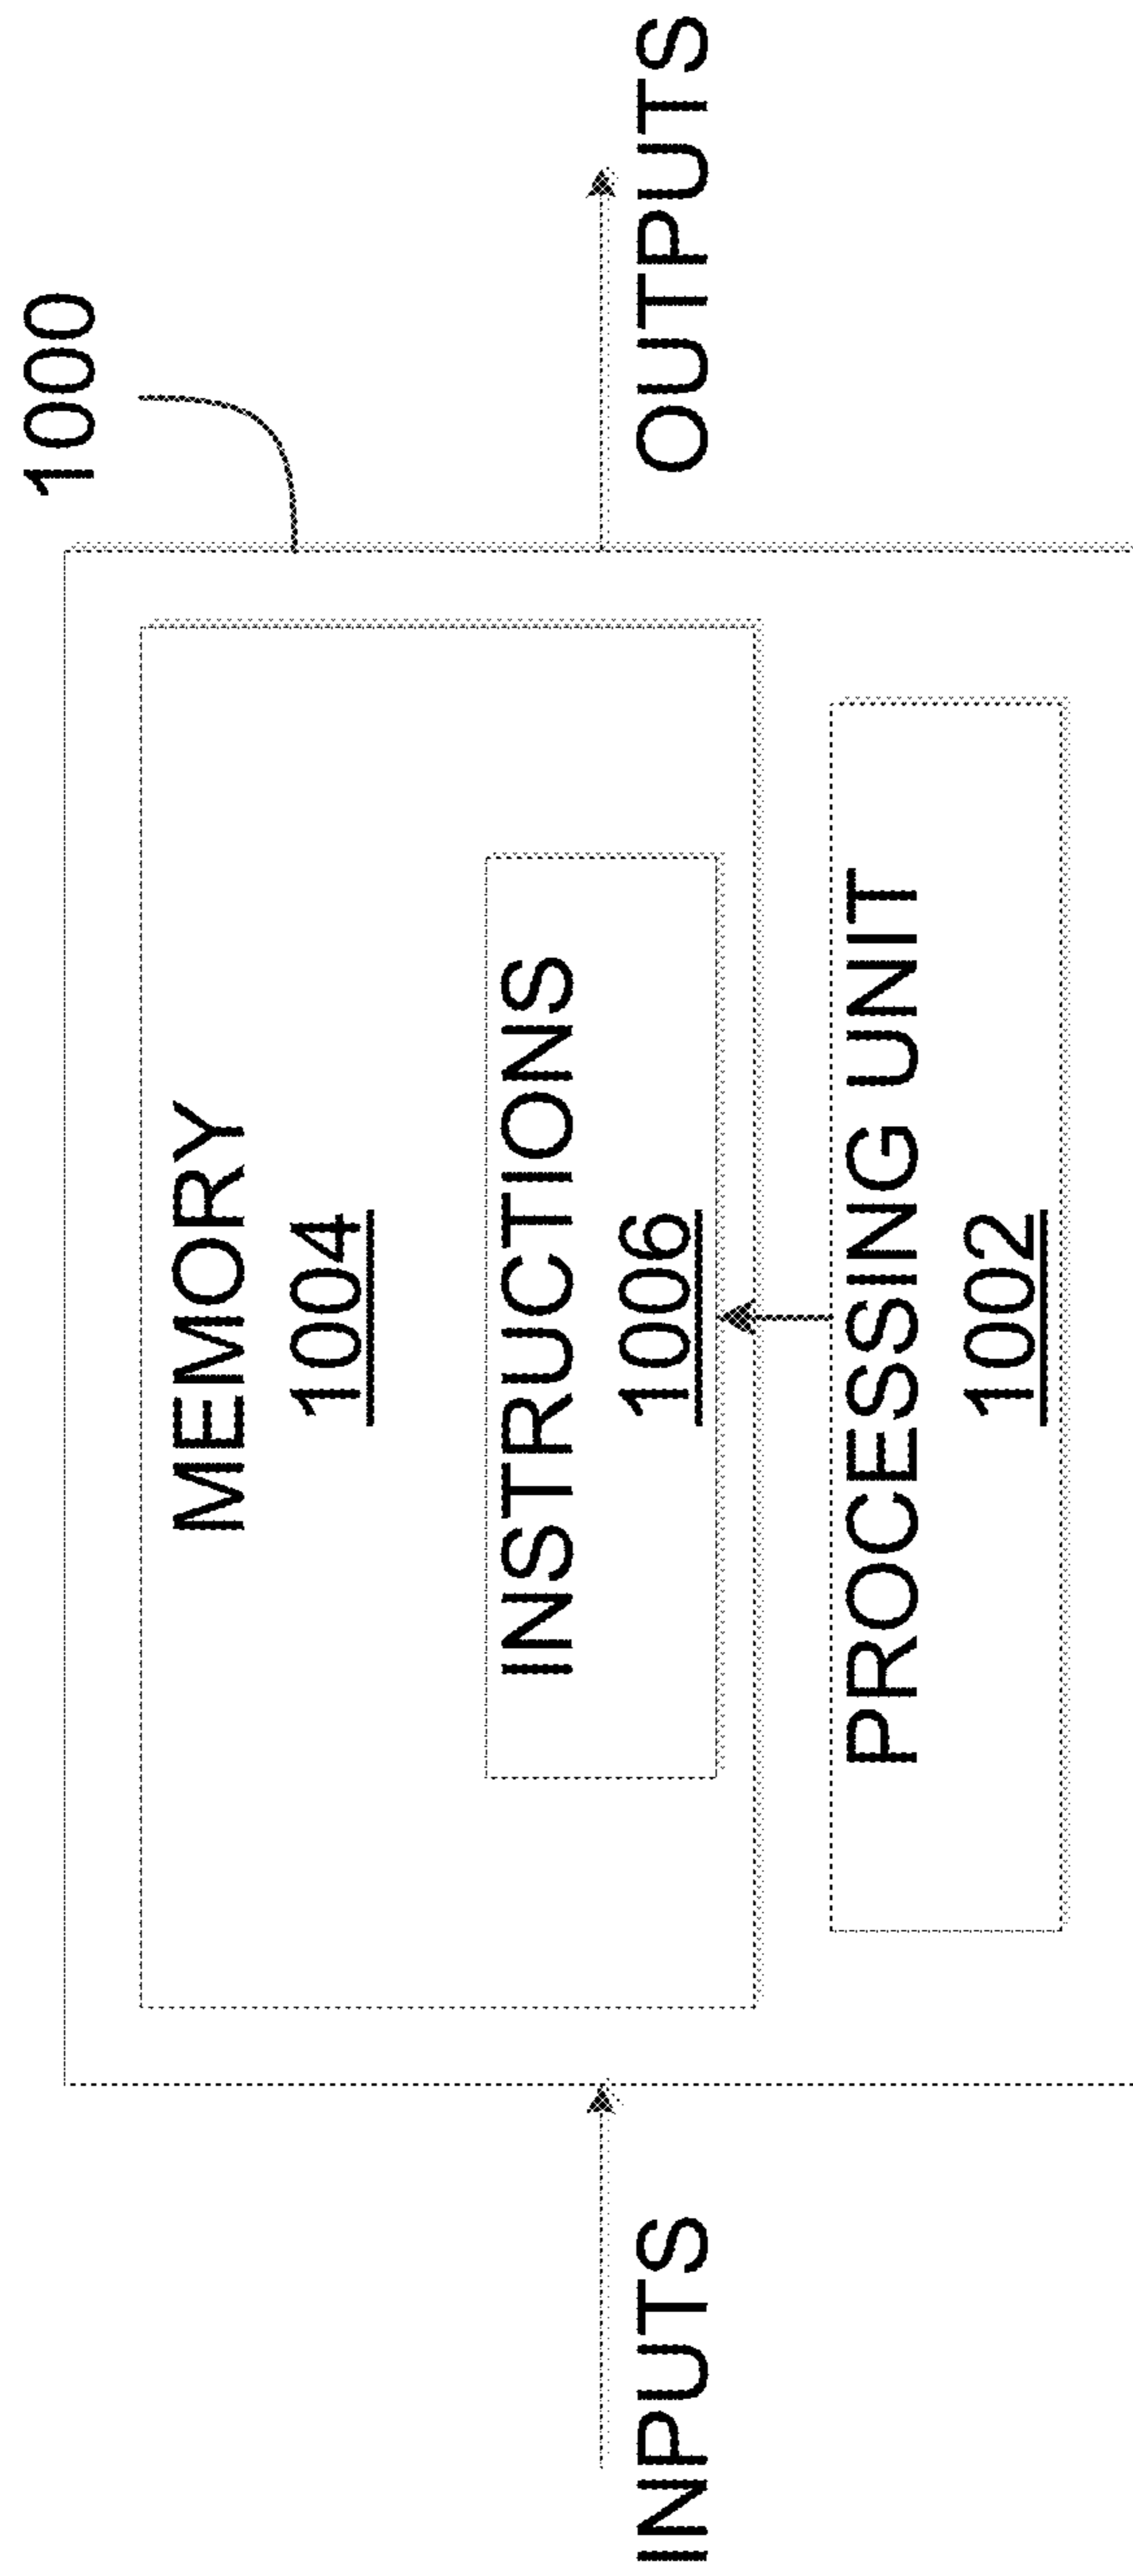 1000
MEMORY
1004
INSTRUCTIONS
1006
INPUTS
OUTPUTS
PROCESSING UNIT
1002